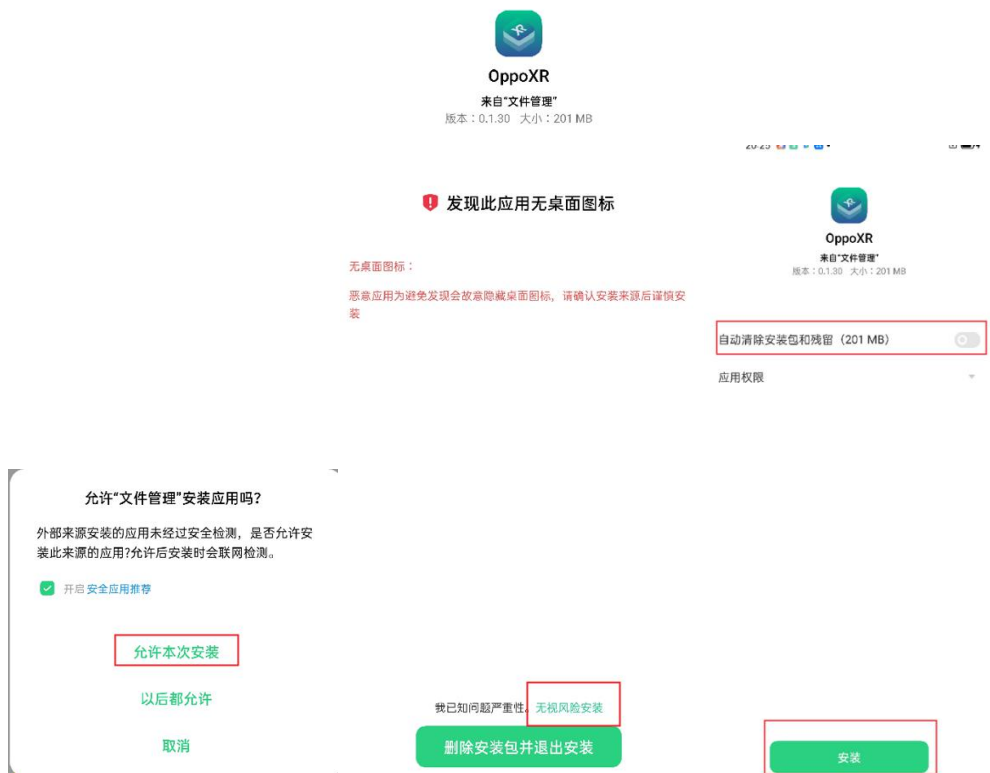 OppoXR
来自“文件管理”
版本：0.1.30 大小：201 MB
发现此应用无桌面图标
无桌面图标：
恶意应用为避免发现会故意隐藏桌面图标，请确认安装来源后谨慎安
装
20:25
OppoXR
来自“文件管理”
版本：0.1.30 大小：201 MB
自动清除安装包和残留（201 MB）
应用权限
允许“文件管理”安装应用吗？
外部来源安装的应用未经过安全检测，是否允许安
装此来源的应用?允许后安装时会联网检测。
开启 安全应用推荐
允许本次安装
以后都允许
取消
我已知问题严重性，无视风险安装
删除安装包并退出安装
安装